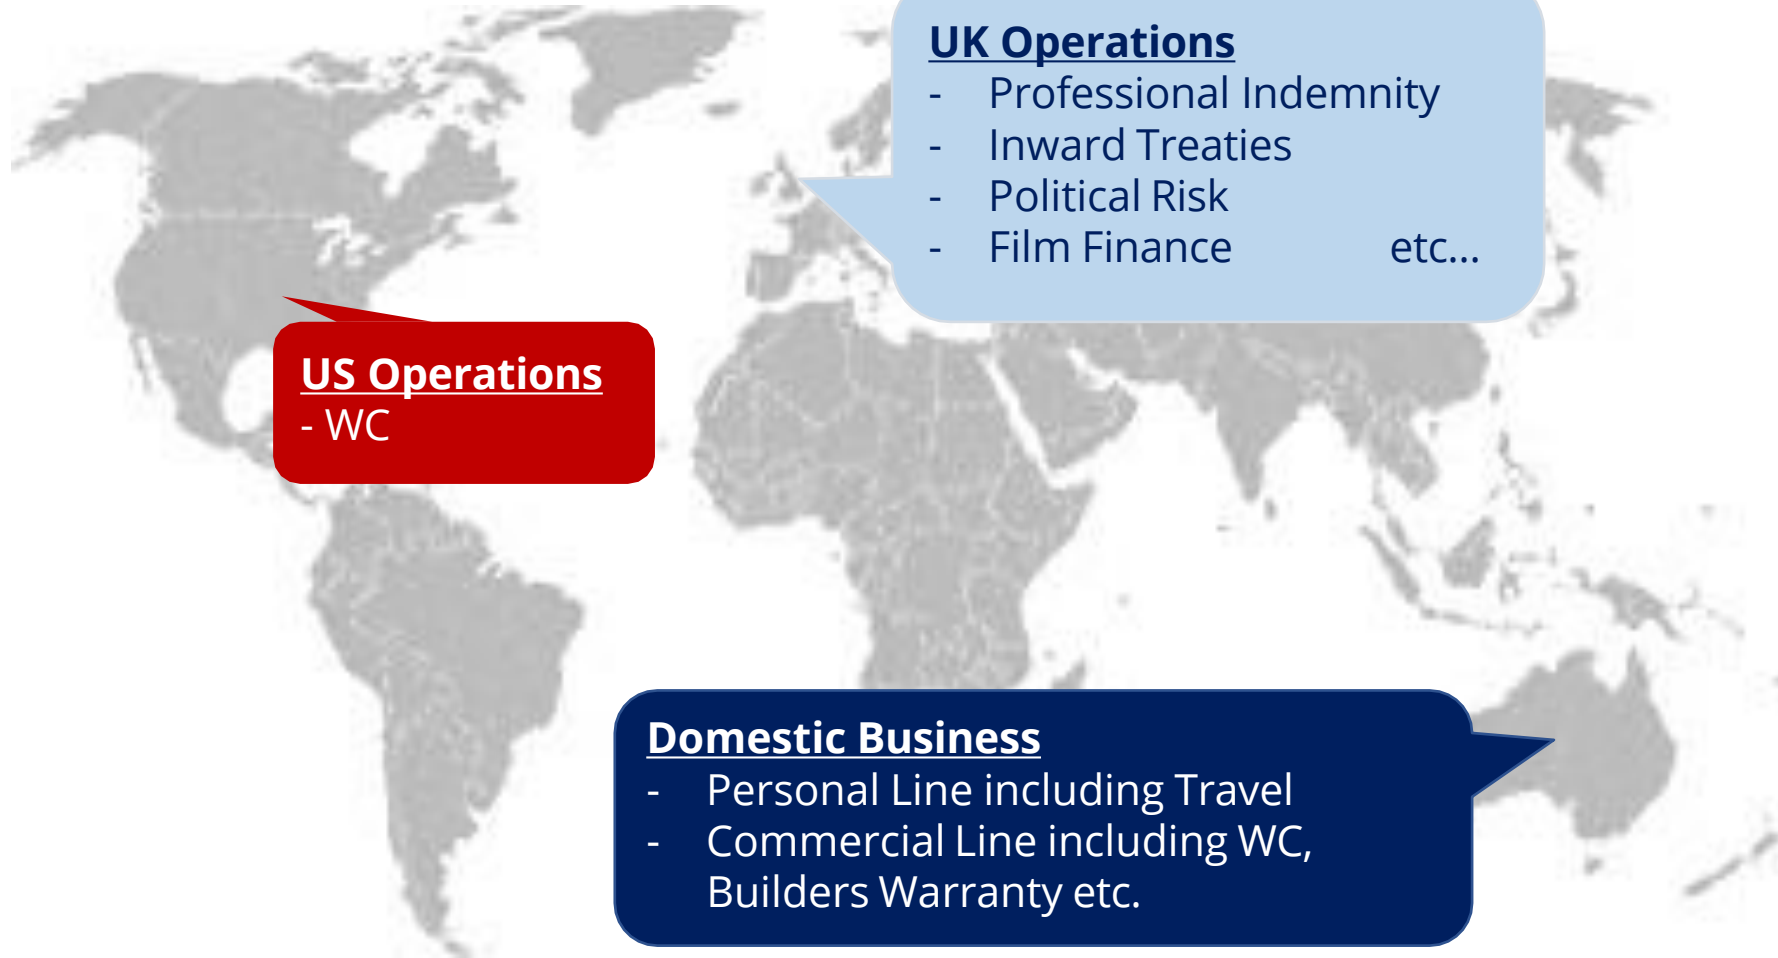 UK Operations
- Professional Indemnity
- Inward Treaties
- Political Risk
- Film Finance etc...
US Operations
- WC
Domestic Business
- Personal Line including Travel
- Commercial Line including WC,
Builders Warranty etc.